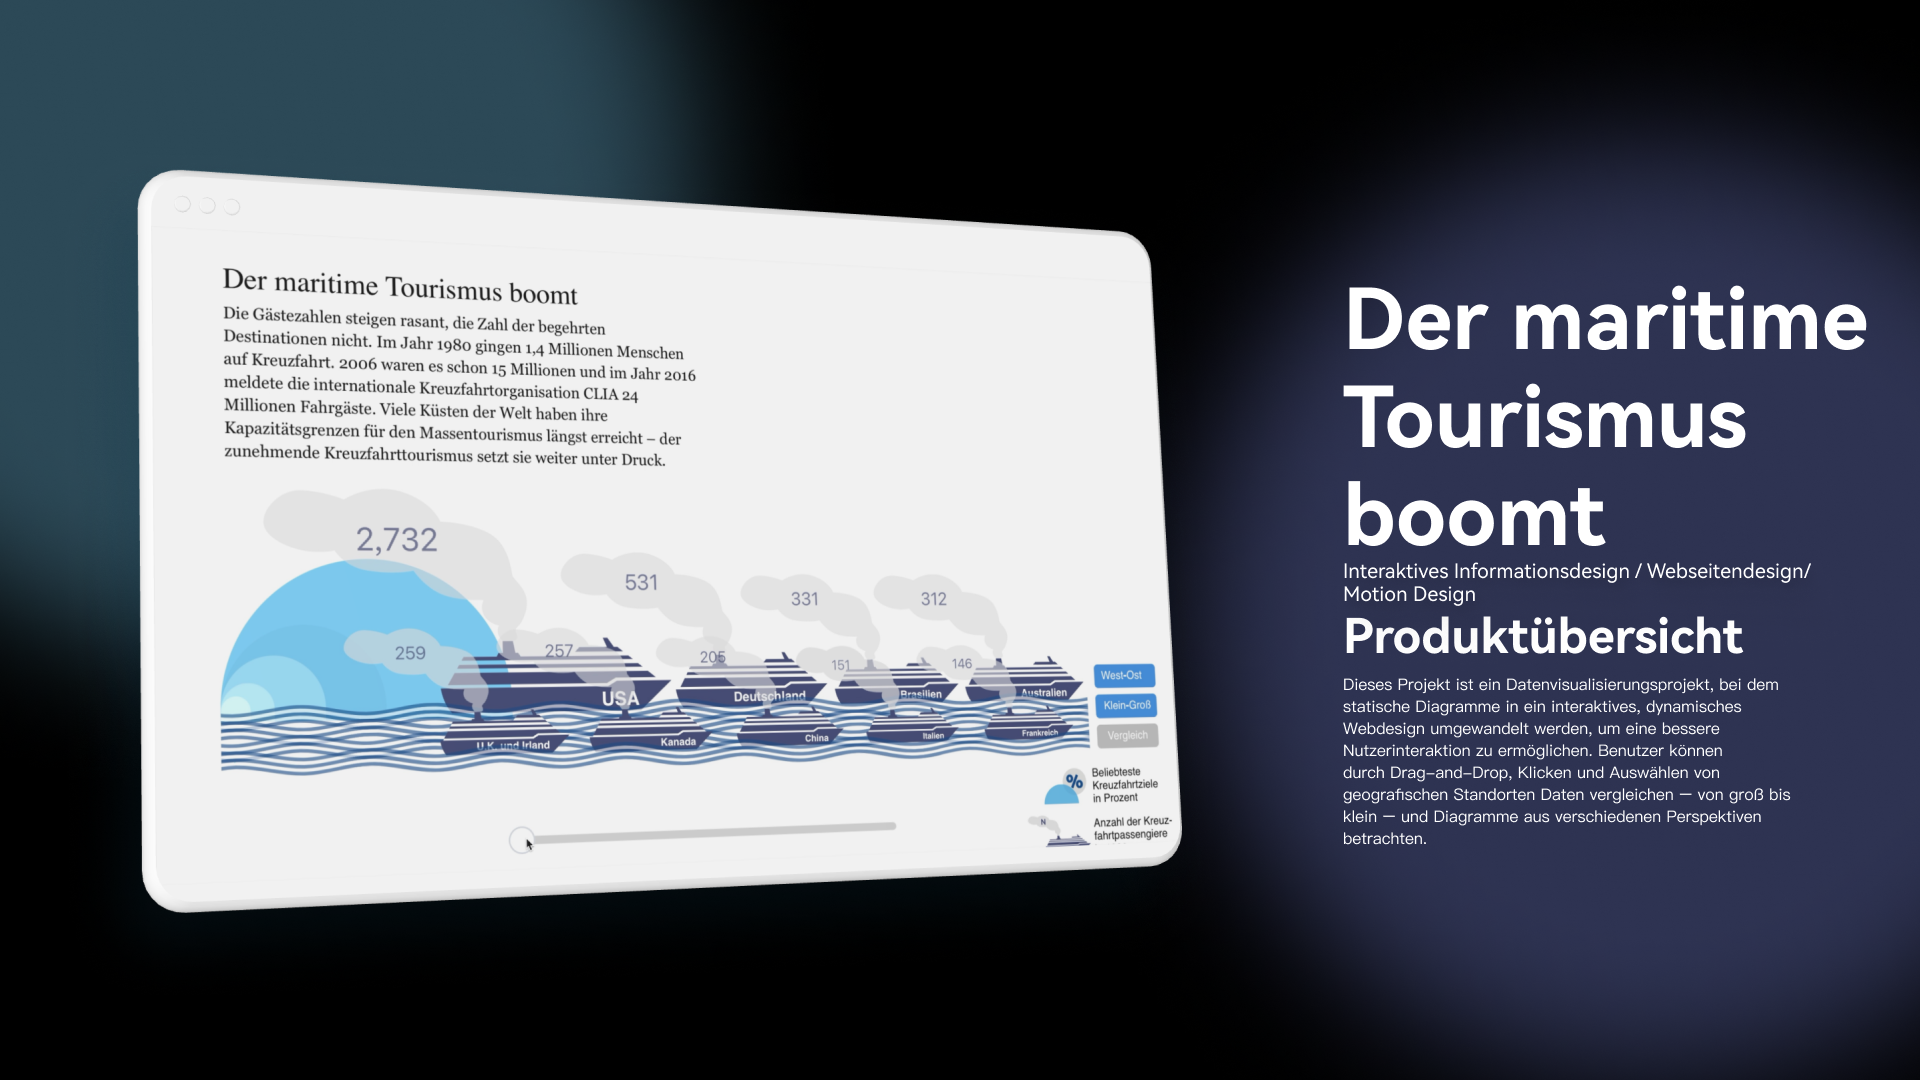 Der maritime Tourismus boomt
Die Gästezahlen steigen rasant, die Zahl der begehrten
Destinationen nicht. Im Jahr 1980 gingen 1,4 Millionen Menschen
auf Kreuzfahrt. 2006 waren es schon 15 Millionen und im Jahr 2016
meldete die internationale Kreuzfahrtorganisation CLIA 24
Millionen Fahrgäste. Viele Küsten der Welt haben ihre
Kapazitätsgrenzen für den Massentourismus längst erreicht – der
zunehmende Kreuzfahrttourismus setzt sie weiter unter Druck.
2,732
531
331
312
259
257
205
151
146
USA
Deutschland
Brasilien
Australien
U.K. und Irland
Kanada
China
Italien
Frankreich
West-Ost
Klein-Groß
Vergleich
%
Beliebteste
Kreuzfahrtziele
in Prozent
N
Anzahl der Kreuz-
fahrtpassengiere
Der maritime
Tourismus
boomt
Interaktives Informationsdesign / Webseitendesign/
Motion Design
Produktübersicht
Dieses Projekt ist ein Datenvisualisierungsprojekt, bei dem
statische Diagramme in ein interaktives, dynamisches
Webdesign umgewandelt werden, um eine bessere
Nutzerinteraktion zu ermöglichen. Benutzer können
durch Drag-and-Drop, Klicken und Auswählen von
geografischen Standorten Daten vergleichen – von groß bis
klein – und Diagramme aus verschiedenen Perspektiven
betrachten.